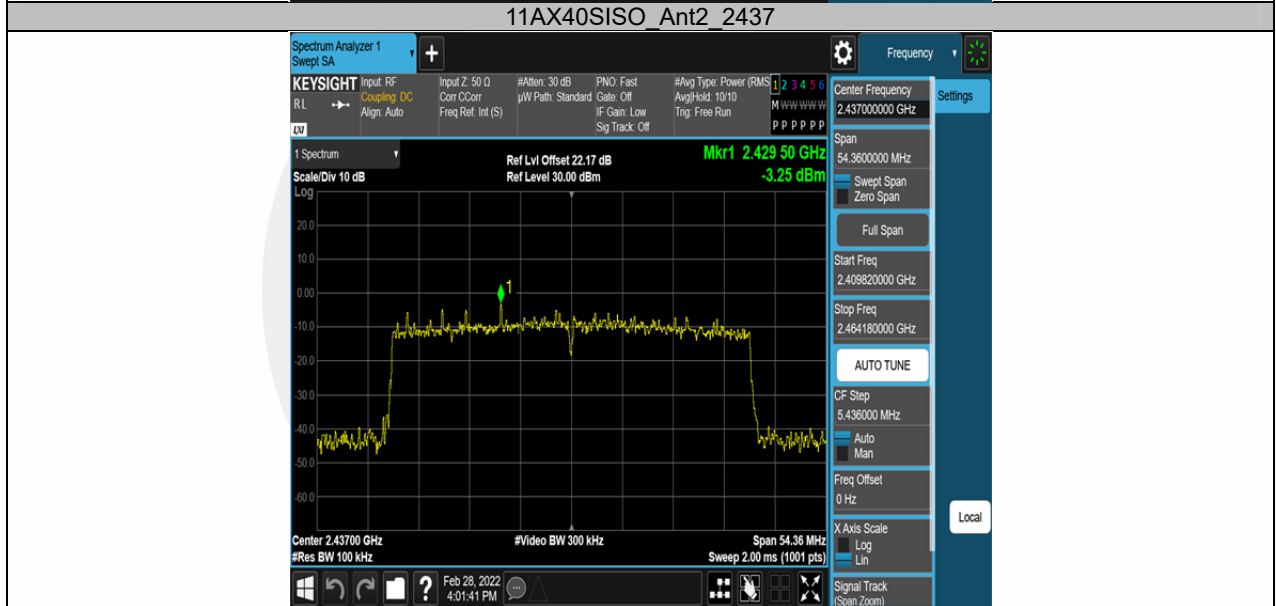 11AX40SISO_Ant2_2437
Spectrum Analyzer 1
Swept SA
+
Frequency
KEYSIGHT
RL
LXI
Input: RF
Coupling: DC
Align: Auto
Input Z: 50 Ω
Corr CCorr
Freq Ref: Int (S)
#Atten: 30 dB
µW Path: Standard
PNO: Fast
Gate: Off
IF Gain: Low
Sig Track: Off
#Avg Type: Power (RMS
Avg|Hold: 10/10
Trig: Free Run
1 2 3 4 5 6
M W W W W W
P P P P P P
1 Spectrum
Scale/Div 10 dB
Log
Ref Lvl Offset 22.17 dB
Ref Level 30.00 dBm
Mkr1 2.429 50 GHz
-3.25 dBm
20.0
10.0
0.00
-10.0
-20.0
-30.0
-40.0
-50.0
-60.0
1
Center 2.43700 GHz
#Res BW 100 kHz
#Video BW 300 kHz
Span 54.36 MHz
Sweep 2.00 ms (1001 pts)
Center Frequency
2.437000000 GHz
Settings
Span
54.3600000 MHz
Swept Span
Zero Span
Full Span
Start Freq
2.409820000 GHz
Stop Freq
2.464180000 GHz
AUTO TUNE
CF Step
5.436000 MHz
Auto
Man
Freq Offset
0 Hz
Local
X Axis Scale
Log
Lin
Signal Track
(Span Zoom)
?
Feb 28, 2022
4:01:41 PM